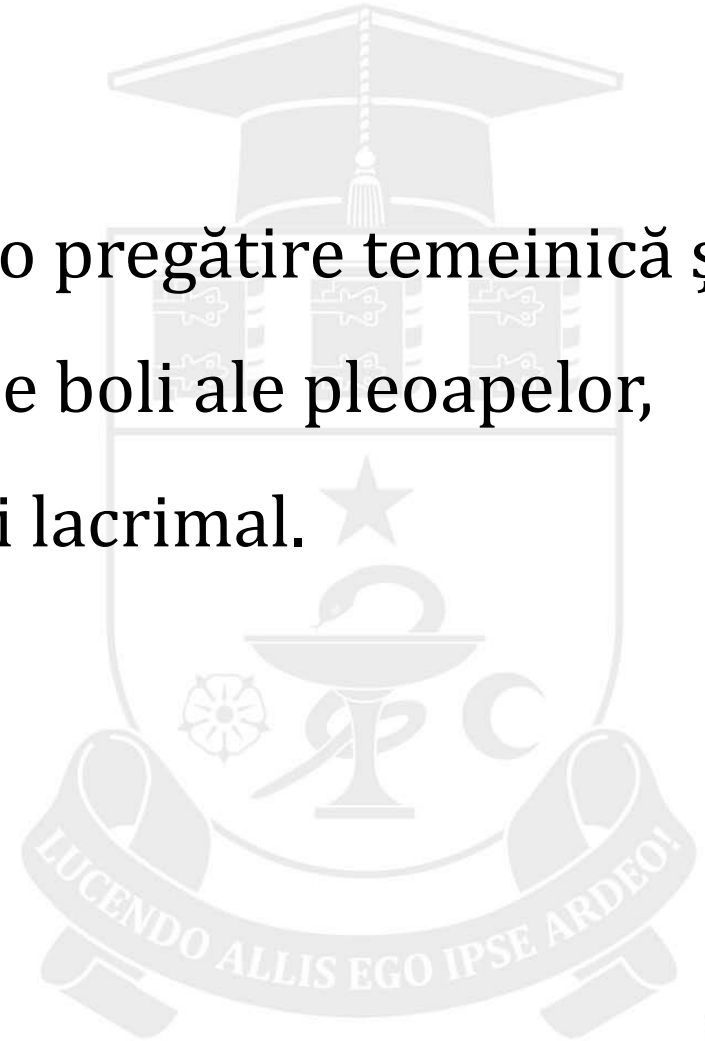 o pregătire temeinică ș
e boli ale pleoapelor,
i lacrimal.
LUCENDO ALLIS EGO IPSE ARDEO!